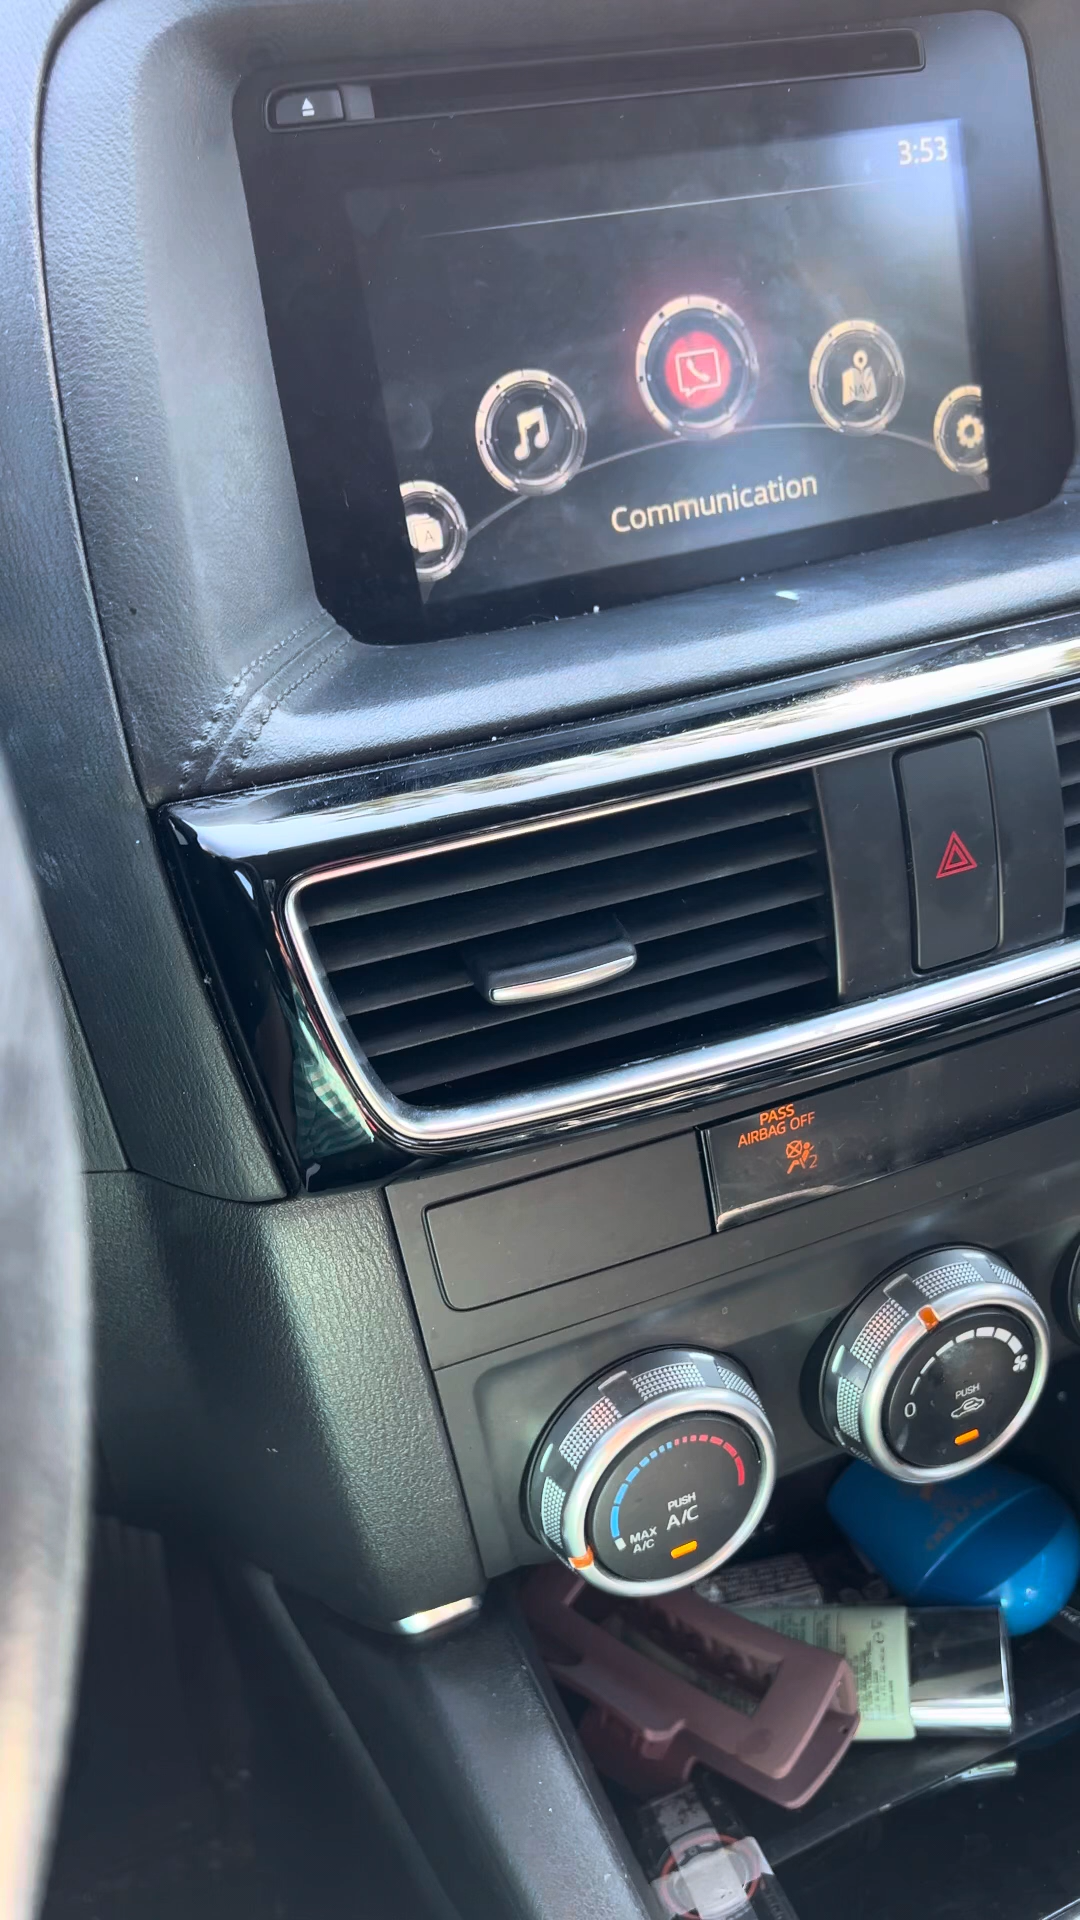 3:53
NAV
A
Communication
PASS
AIRBAG OFF
2
PUSH
0
PUSH
A/C
MAX
A/C